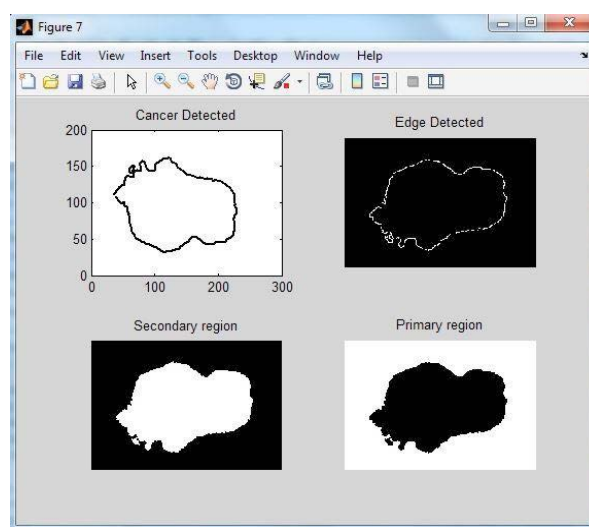 Figure 7
File Edit View Insert Tools Desktop Window Help
Cancer Detected
200
150
100
50
0
0 100 200 300
Edge Detected
Secondary region
Primary region